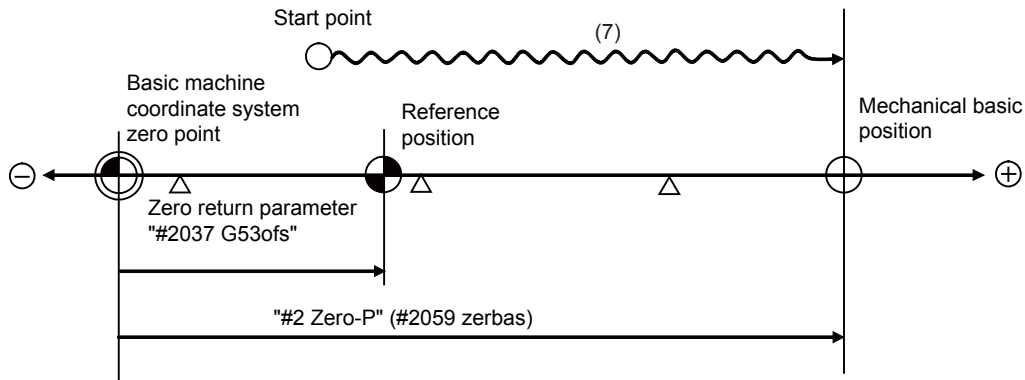 Start point
(7)
Basic machine
coordinate system
zero point
Reference
position
Mechanical basic
position
−
+
Zero return parameter
"#2037 G53ofs"
"#2 Zero-P" (#2059 zerbas)